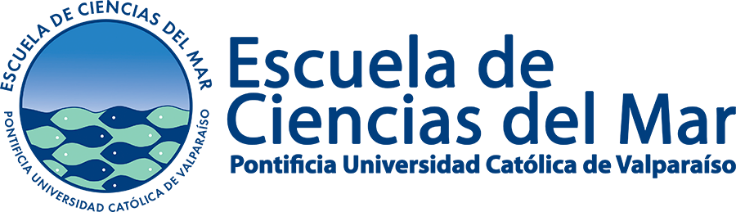 ESCUELA DE CIENCIAS DEL MAR
PONTIFICIA UNIVERSIDAD CATÓLICA DE VALPARAÍSO
Escuela de
Ciencias del Mar
Pontificia Universidad Católica de Valparaíso